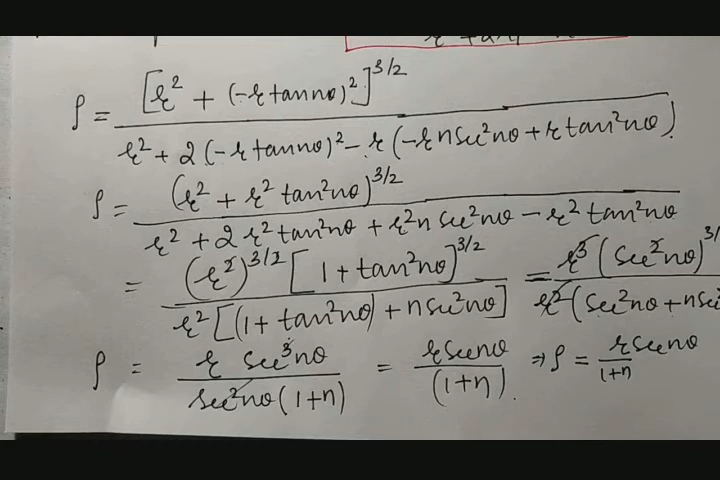 ρ = [r² + (-r tan nθ)²]^3/2 / r² + 2(-r tan nθ)² - r(-r n sec²nθ + r tan²nθ)
ρ = (r² + r² tan²nθ)^3/2 / r² + 2r² tan²nθ + r²n sec²nθ - r² tan²nθ
= (r²)^3/2 [1 + tan²nθ]^3/2 / r²[(1 + tan²nθ) + n sec²nθ] = r³ (sec²nθ)^3/ / r² (sec²nθ + nsec
ρ = r sec³nθ / sec²nθ(1+n) = r sec nθ / (1+n). ⇒ ρ = r sec nθ / 1+n